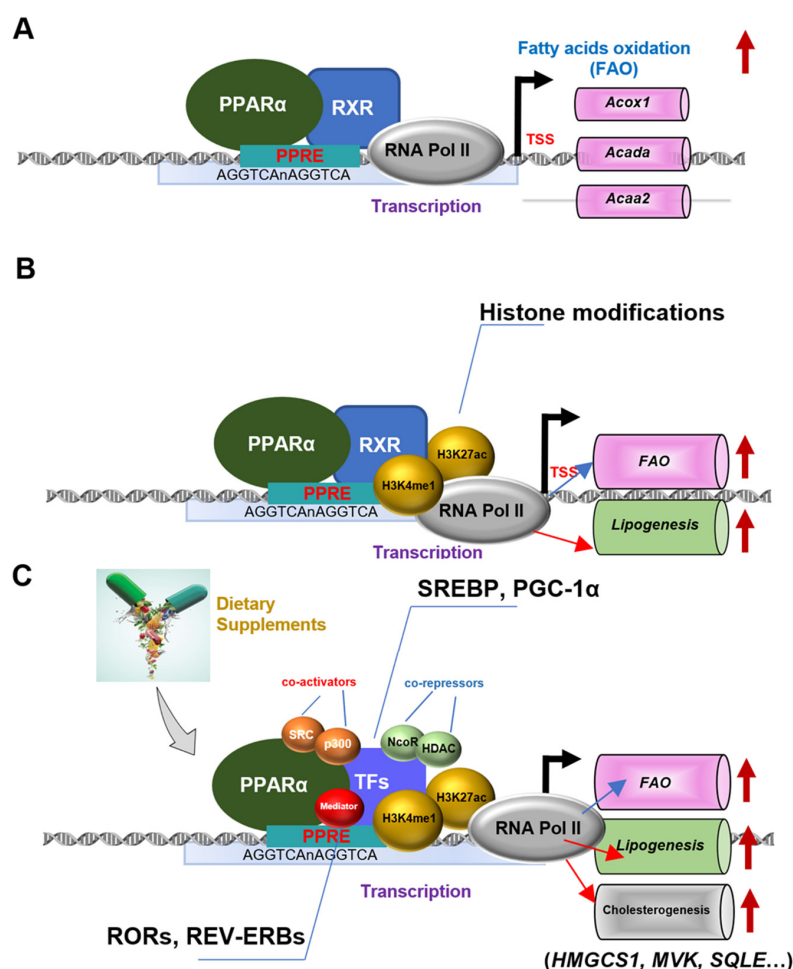 A
Fatty acids oxidation
(FAO)
PPARα
RXR
Acox1
RNA Pol II
TSS
PPRE
Acada
AGGTCAnAGGTCA
Transcription
Acaa2
B
Histone modifications
PPARα
RXR
H3K27ac
FAO
TSS
H3K4me1
PPRE
RNA Pol II
AGGTCAnAGGTCA
Lipogenesis
Transcription
C
SREBP, PGC-1α
Dietary
Supplements
co-activators
co-repressors
SRC
p300
NcoR
HDAC
PPARα
TFs
FAO
H3K27ac
Mediator
H3K4me1
RNA Pol II
PPRE
Lipogenesis
AGGTCAnAGGTCA
Transcription
Cholesterogenesis
RORs, REV-ERBs
(HMGCS1, MVK, SQLE…)